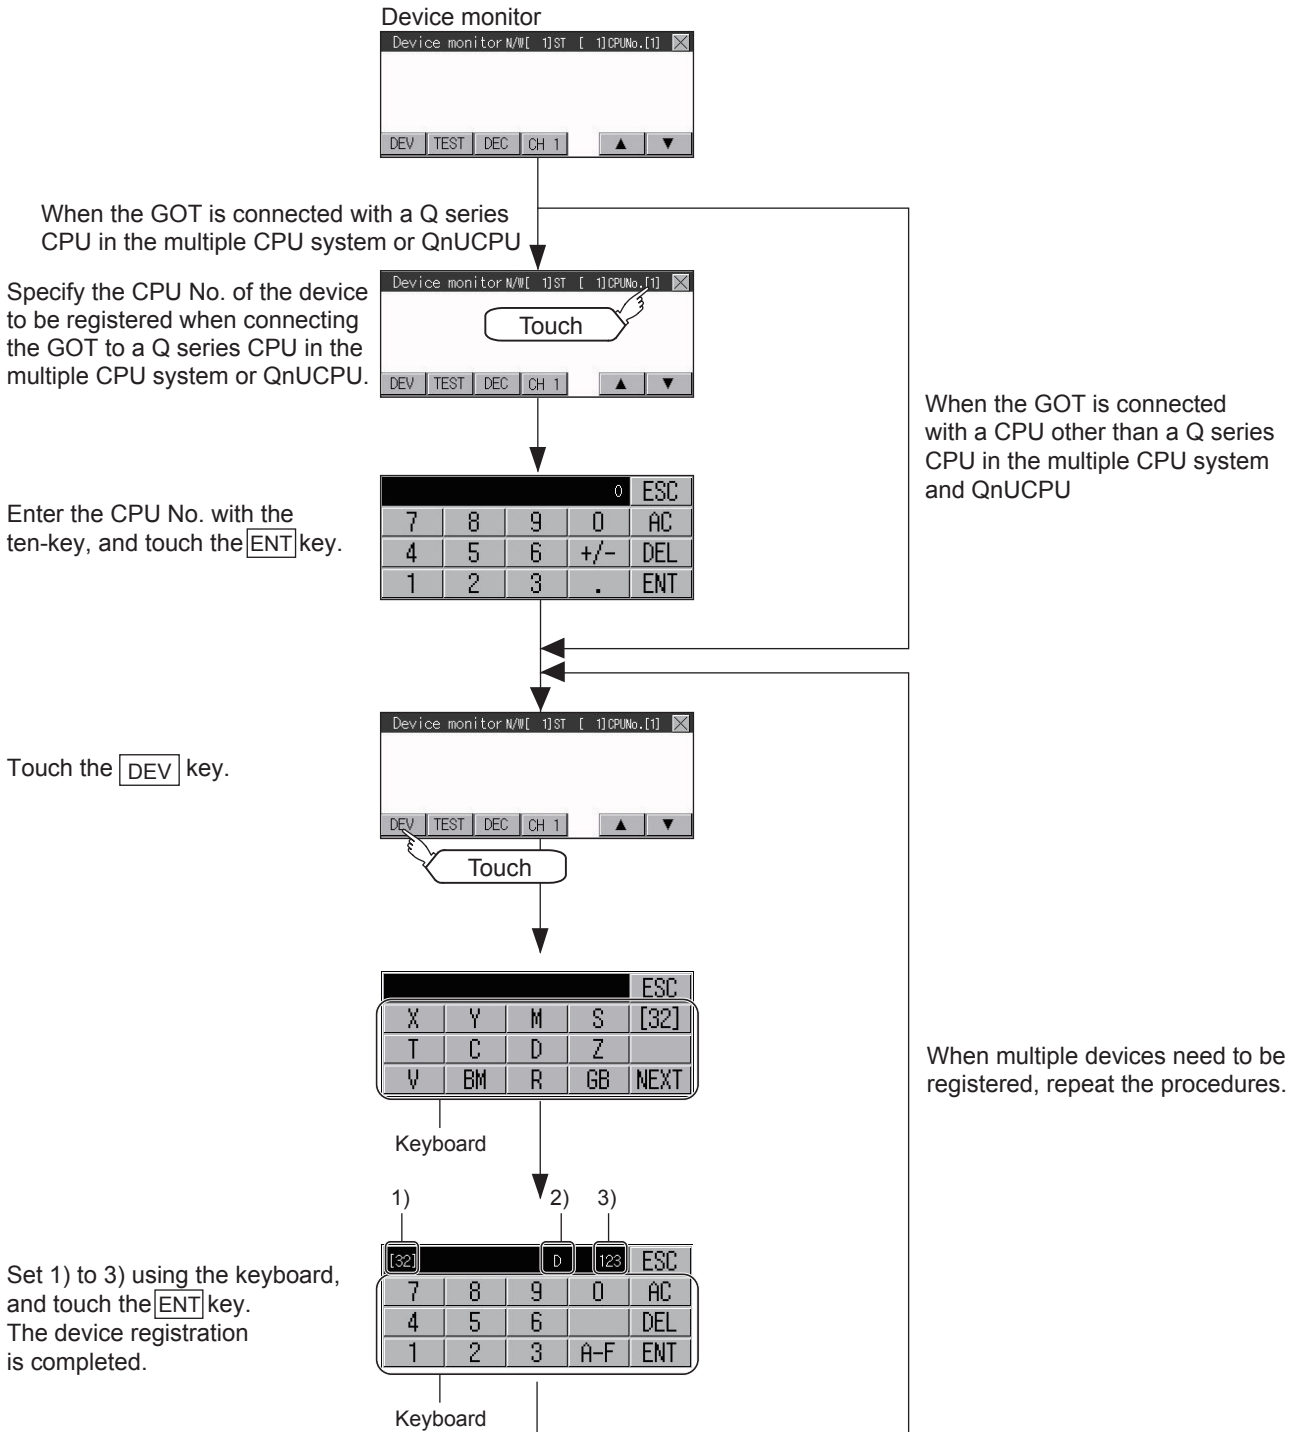 Device monitor
Device monitor N/W[ 1]ST [ 1]CPUNo.[1]
DEV TEST DEC CH 1 ▲ ▼
When the GOT is connected with a Q series
CPU in the multiple CPU system or QnUCPU
Specify the CPU No. of the device
to be registered when connecting
the GOT to a Q series CPU in the
multiple CPU system or QnUCPU.
Device monitor N/W[ 1]ST [ 1]CPUNo.[1]
Touch
DEV TEST DEC CH 1 ▲ ▼
When the GOT is connected
with a CPU other than a Q series
CPU in the multiple CPU system
and QnUCPU
Enter the CPU No. with the
ten-key, and touch the ENT key.
0 ESC
7 8 9 0 AC
4 5 6 +/- DEL
1 2 3 . ENT
Touch the DEV key.
Device monitor N/W[ 1]ST [ 1]CPUNo.[1]
DEV TEST DEC CH 1 ▲ ▼
Touch
ESC
X Y M S [32]
T C D Z
V BM R GB NEXT
Keyboard
When multiple devices need to be
registered, repeat the procedures.
1) 2) 3)
Set 1) to 3) using the keyboard,
and touch the ENT key.
The device registration
is completed.
[32] D 123 ESC
7 8 9 0 AC
4 5 6 DEL
1 2 3 A-F ENT
Keyboard